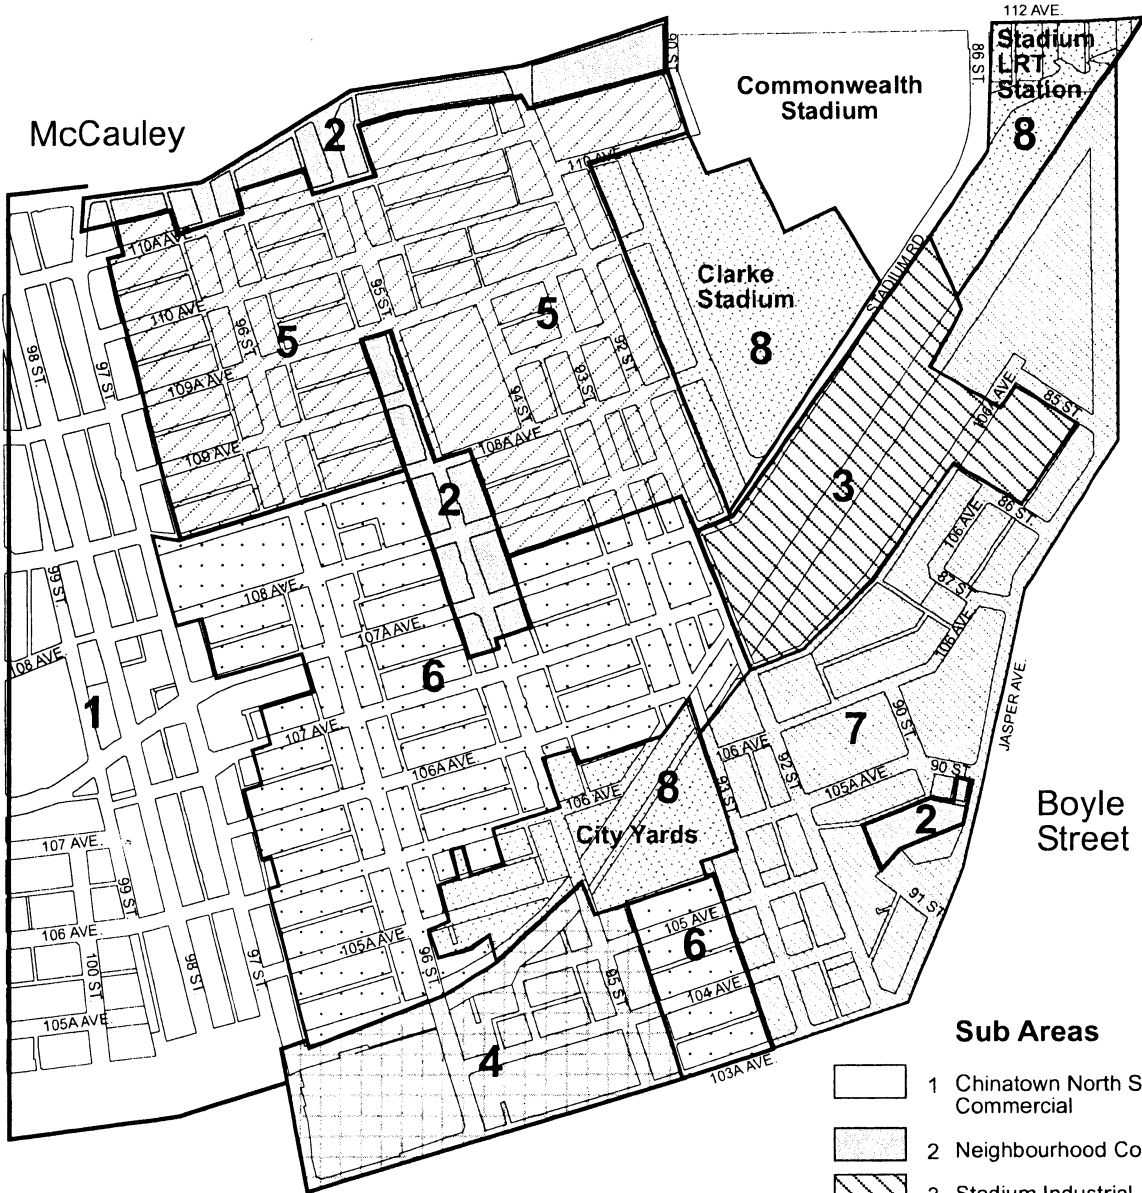 112 AVE.
Stadium
LRT
Station
90 ST
86 ST
Commonwealth
Stadium
McCauley
2
8
110 AVE
110A AVE
Clarke
Stadium
STADIUM RD
95 ST
110 AVE
5
5
8
96 ST
98 ST
97 ST
92 ST
93 ST
109A AVE
94 ST
106A AVE
85 ST
108A AVE
109 AVE
2
3
86 ST.
106 AVE
99 ST
87 ST
108 AVE
107A AVE
106 AVE
108 AVE
6
1
JASPER AVE.
90 ST
7
107 AVE
106 AVE
106A AVE
92 ST
90 ST
105A AVE
93 ST
106 AVE
8
2
Boyle
Street
City Yards
107 AVE.
99 ST
91 ST
105 AVE
106 AVE
6
105A AVE
96 ST
97 ST
98 ST
100 ST
95 ST
104 AVE
105A AVE
4
103A AVE.
Sub Areas
1 Chinatown North S
Commercial
2 Neighbourhood Co
3 Stadium Industrial